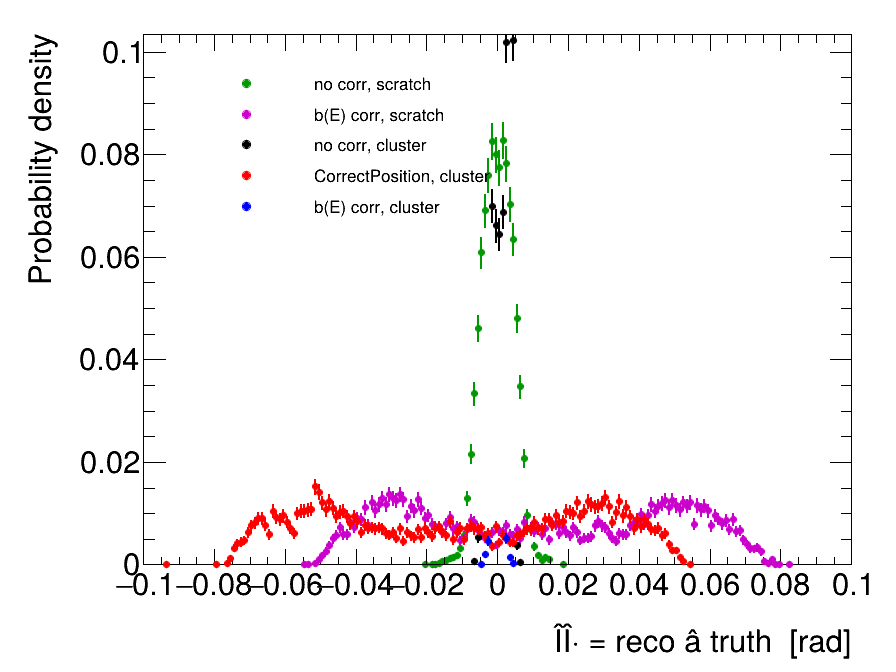 Probability density
0.1
0.08
0.06
0.04
0.02
0
no corr, scratch
b(E) corr, scratch
no corr, cluster
CorrectPosition, cluster
b(E) corr, cluster
−0.1 −0.08 −0.06 −0.04 −0.02 0 0.02 0.04 0.06 0.08 0.1
ÎÎ· = reco â truth [rad]